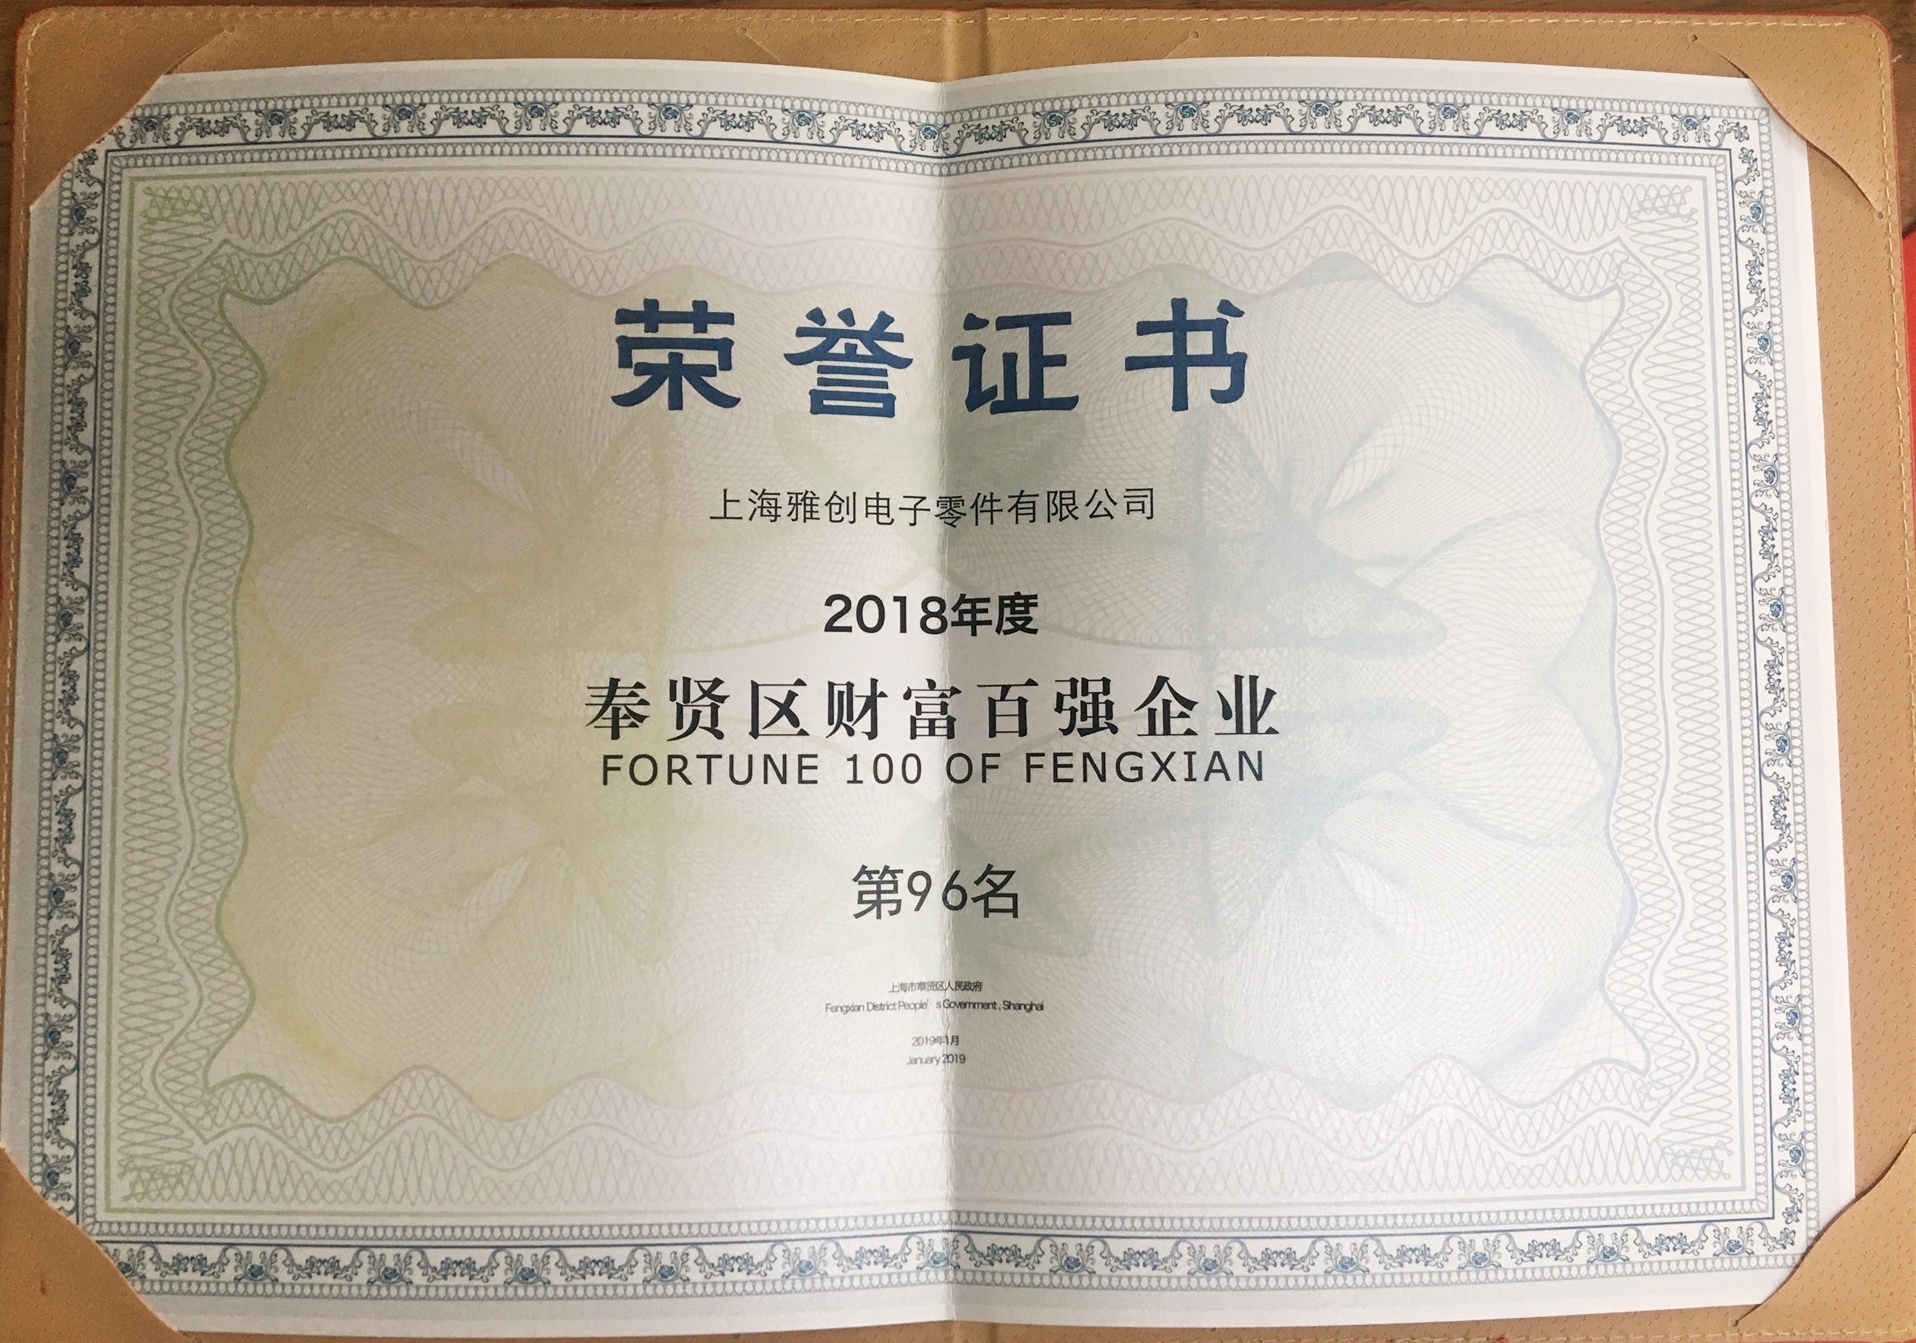 荣誉证书
上海雅创电子零件有限公司
2018年度
奉贤区财富百强企业
FORTUNE 100 OF FENGXIAN
第96名
上海市奉贤区人民政府
Fengxian District People' s Government , Shanghai
2019年1月
January 2019